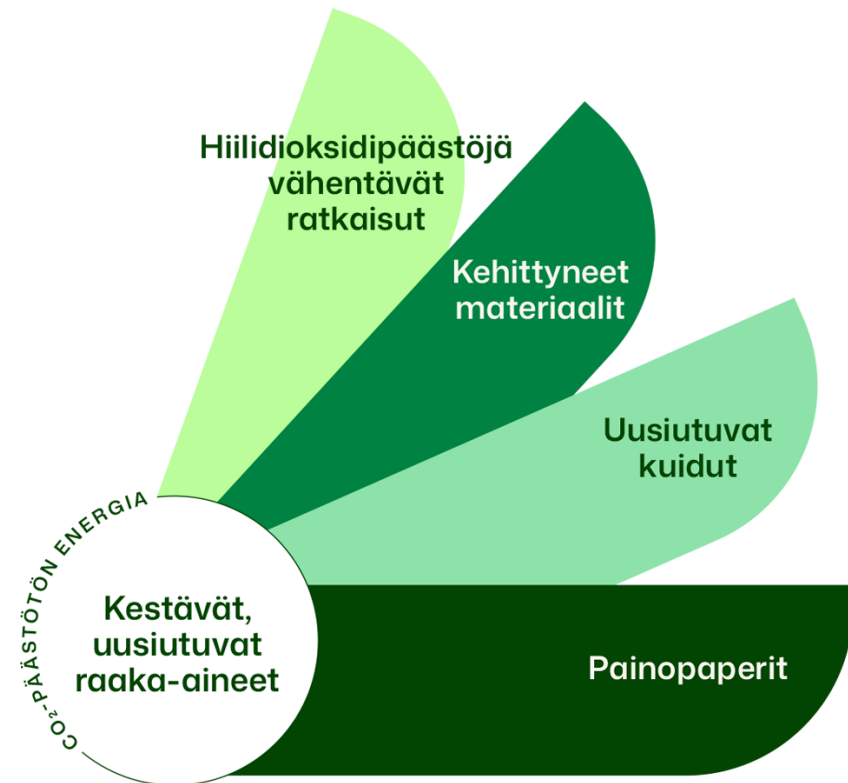 Hiilidioksidipäästöjä
vähentävät
ratkaisut
Kehittyneet
materiaalit
Uusiutuvat
kuidut
CO₂-PÄÄSTÖTÖN ENERGIA
Kestävät,
uusiutuvat
raaka-aineet
Painopaperit